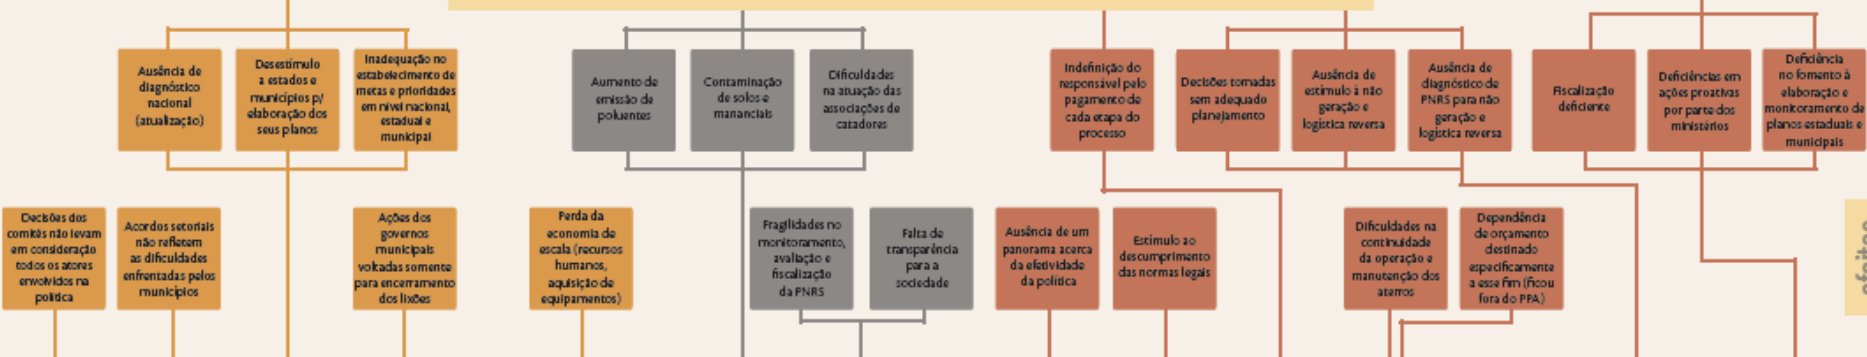 Ausência de
diagnóstico
nacional
(atualização)
Desestímulo
a estados e
municípios p/
elaboração dos
seus planos
Inadequação no
estabelecimento de
metas e prioridades
em nível nacional,
estadual e
municipal
Aumento de
emissão de
poluentes
Contaminação
de solos e
mananciais
Dificuldades
na atuação das
associações de
catadores
Indefinição do
responsável pelo
pagamento de
cada etapa do
processo
Decisões tomadas
sem adequado
planejamento
Ausência de
estímulo à não
geração e
logística reversa
Ausência de
diagnóstico de
PNRS para não
geração e
logística reversa
Fiscalização
deficiente
Deficiências em
ações proativas
por parte dos
ministérios
Deficiência
no fomento à
elaboração e
monitoramento de
planos estaduais e
municipais
Decisões dos
comitês não levam
em consideração
todos os atores
envolvidos na
política
Acordos setoriais
não refletem
as dificuldades
enfrentadas pelos
municípios
Ações dos
governos
municipais
voltadas somente
para encerramento
dos lixões
Perda da
economia de
escala (recursos
humanos,
aquisição de
equipamentos)
Fragilidades no
monitoramento,
avaliação e
fiscalização
da PNRS
Falta de
transparência
para a
sociedade
Ausência de um
panorama acerca
da efetividade
da política
Estímulo ao
descumprimento
das normas legais
Dificuldades na
continuidade
da operação e
manutenção dos
aterros
Dependência
de orçamento
destinado
especificamente
a esse fim (ficou
fora do PPA)
efeitos